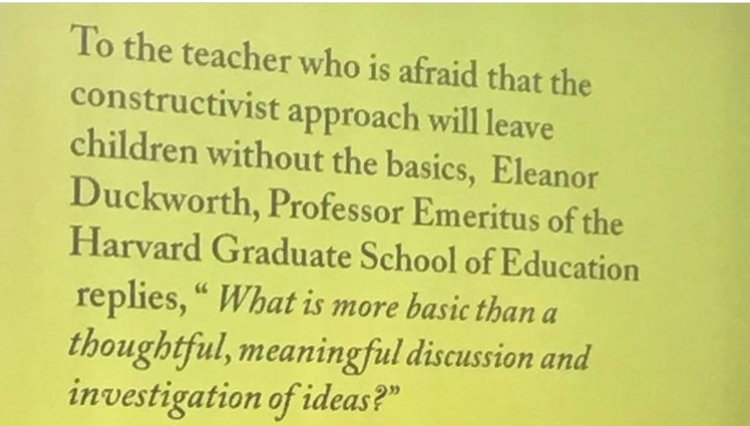 To the teacher who is afraid that the
constructivist approach will leave
children without the basics, Eleanor
Duckworth, Professor Emeritus of the
Harvard Graduate School of Education
replies, “ What is more basic than a
thoughtful, meaningful discussion and
investigation of ideas?”